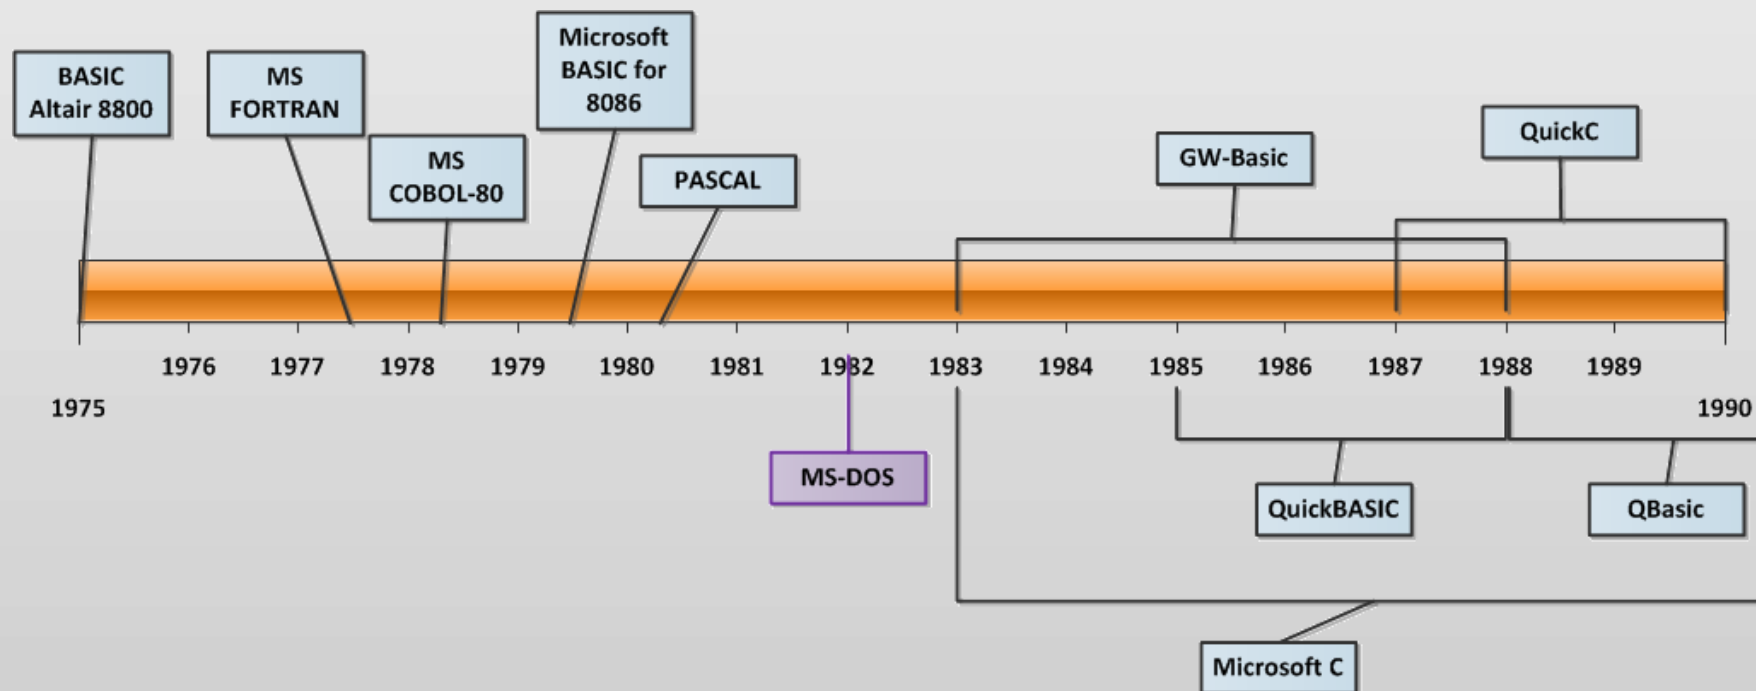 BASIC
Altair 8800
MS
FORTRAN
MS
COBOL-80
Microsoft
BASIC for
8086
PASCAL
GW-Basic
QuickC
1976 1977 1978 1979 1980 1981 1982 1983 1984 1985 1986 1987 1988 1989
1975 1990
MS-DOS
QuickBASIC
QBasic
Microsoft C